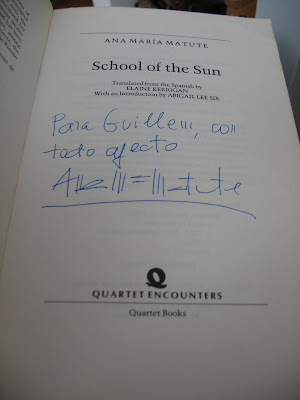 ANA MARÍA MATUTE
School of the Sun
Translated from the Spanish by
ELAINE KERRIGAN
With an Introduction by ABIGAIL LEE SIX
Para Guillem, con
todo afecto
Matute
Q
QUARTET ENCOUNTERS
Quartet Books